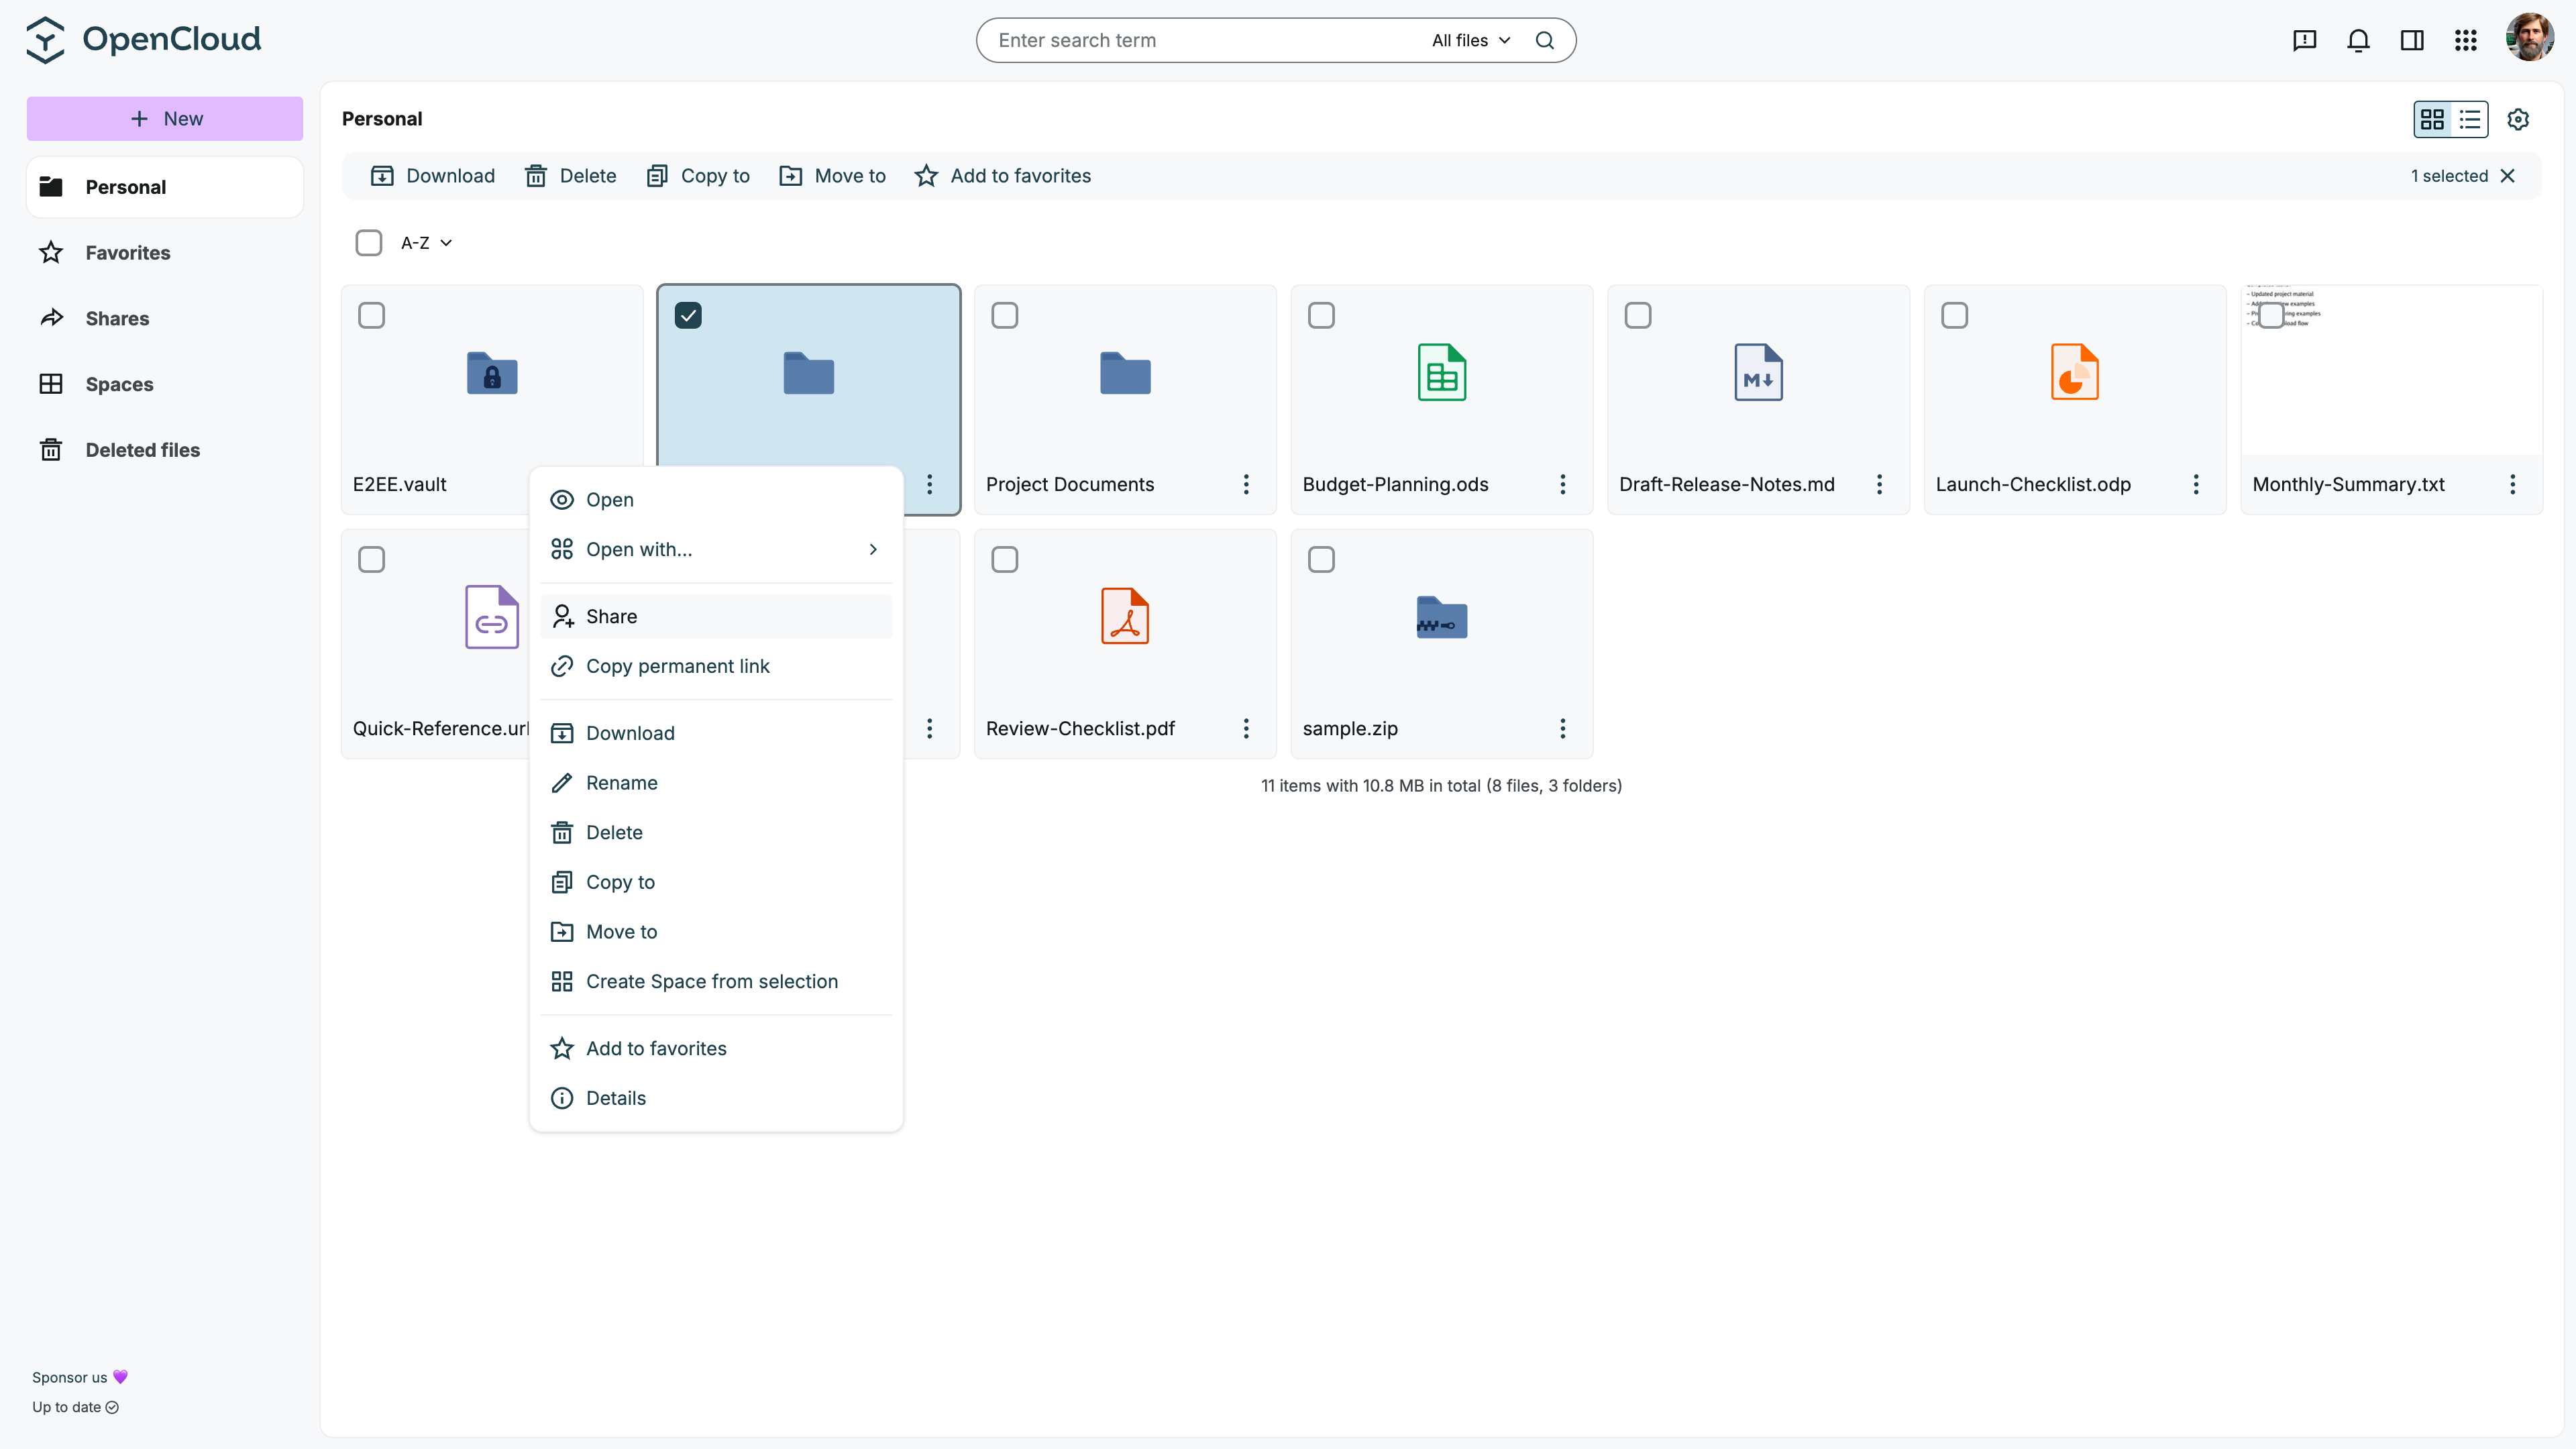 OpenCloud
Enter search term
All files
New
Personal
Favorites
Shares
Spaces
Deleted files
Personal
Download
Delete
Copy to
Move to
Add to favorites
1 selected
A-Z
– Updated project material
E2EE.vault
Project Documents
Budget-Planning.ods
M
Draft-Release-Notes.md
Launch-Checklist.odp
Monthly-Summary.txt
Open
Open with...
Share
Copy permanent link
Download
Rename
Delete
Copy to
Move to
Create Space from selection
Add to favorites
Details
Quick-Reference.url
Review-Checklist.pdf
sample.zip
11 items with 10.8 MB in total (8 files, 3 folders)
Sponsor us 💜
Up to date